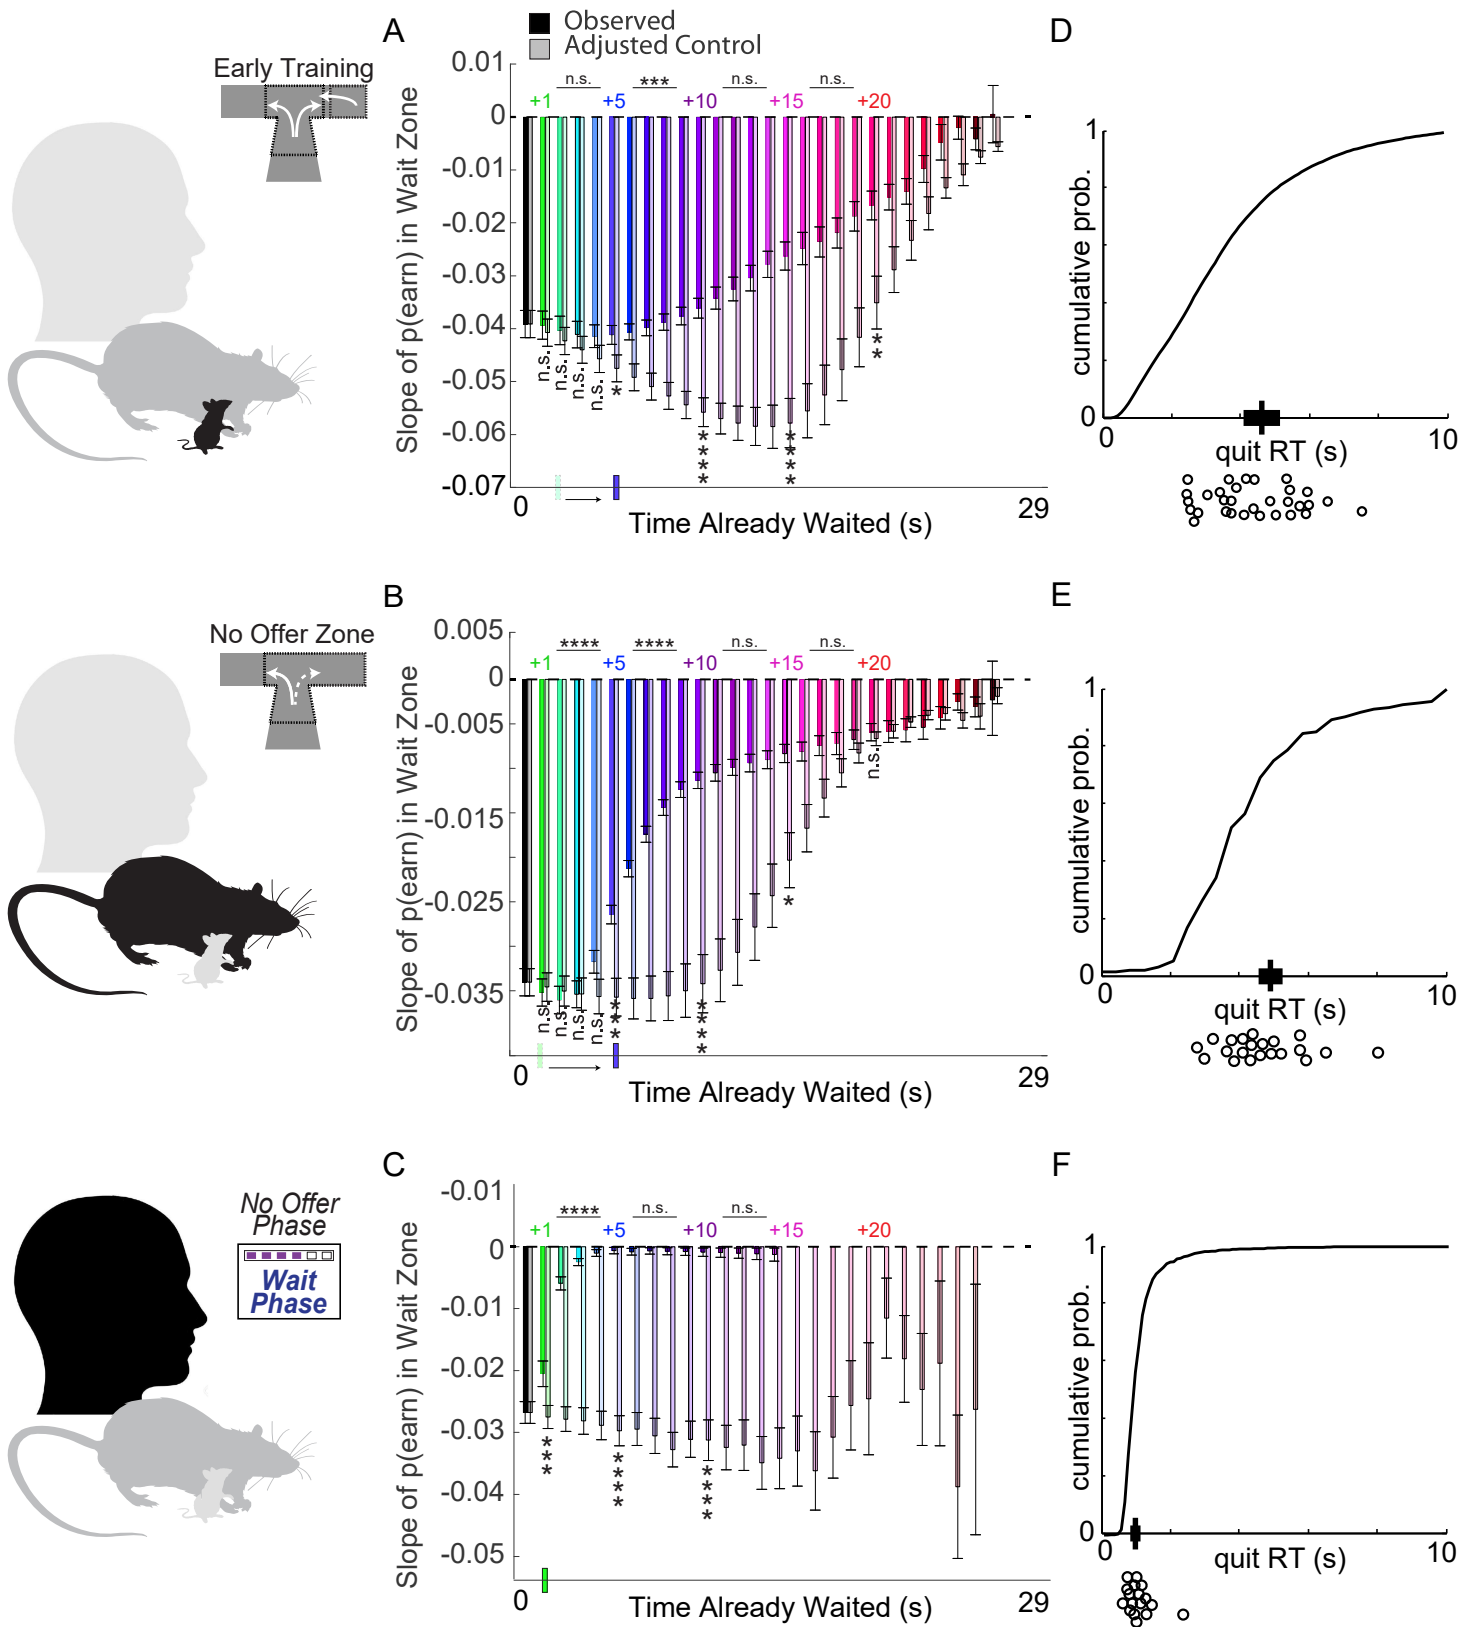 A
Observed
Adjusted Control
Early Training
Slope of p(earn) in Wait Zone
0.01
0
-0.01
-0.02
-0.03
-0.04
-0.05
-0.06
-0.07
n.s. *** n.s. n.s.
+1 +5 +10 +15 +20
n.s. n.s. n.s. n.s. * **** **** **
0 29
Time Already Waited (s)
D
cumulative prob.
1
0
0 10
quit RT (s)
B
No Offer Zone
Slope of p(earn) in Wait Zone
0.005
0
-0.005
-0.015
-0.025
-0.035
**** **** n.s. n.s.
+1 +5 +10 +15 +20
n.s. n.s. n.s. n.s. *** **** * n.s.
0 29
Time Already Waited (s)
E
cumulative prob.
1
0
0 10
quit RT (s)
C
No Offer
Phase
Wait
Phase
Slope of p(earn) in Wait Zone
-0.01
0
-0.01
-0.02
-0.03
-0.04
-0.05
**** n.s. n.s.
+1 +5 +10 +15 +20
*** **** ****
0 29
Time Already Waited (s)
F
cumulative prob.
1
0
0 10
quit RT (s)